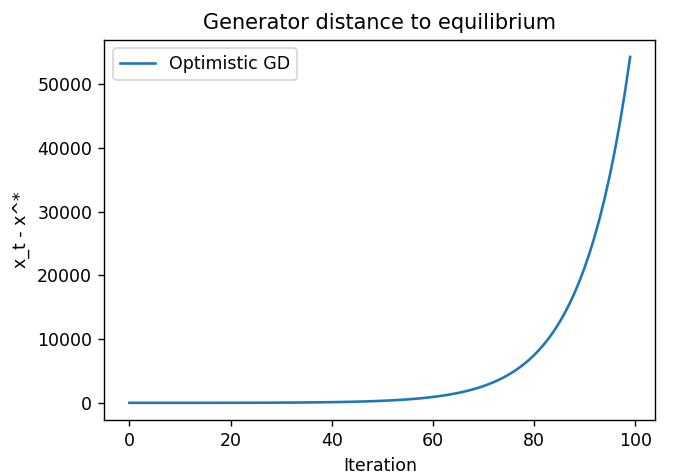 Generator distance to equilibrium
Optimistic GD
x_t - x^*
50000
40000
30000
20000
10000
0
0 20 40 60 80 100
Iteration